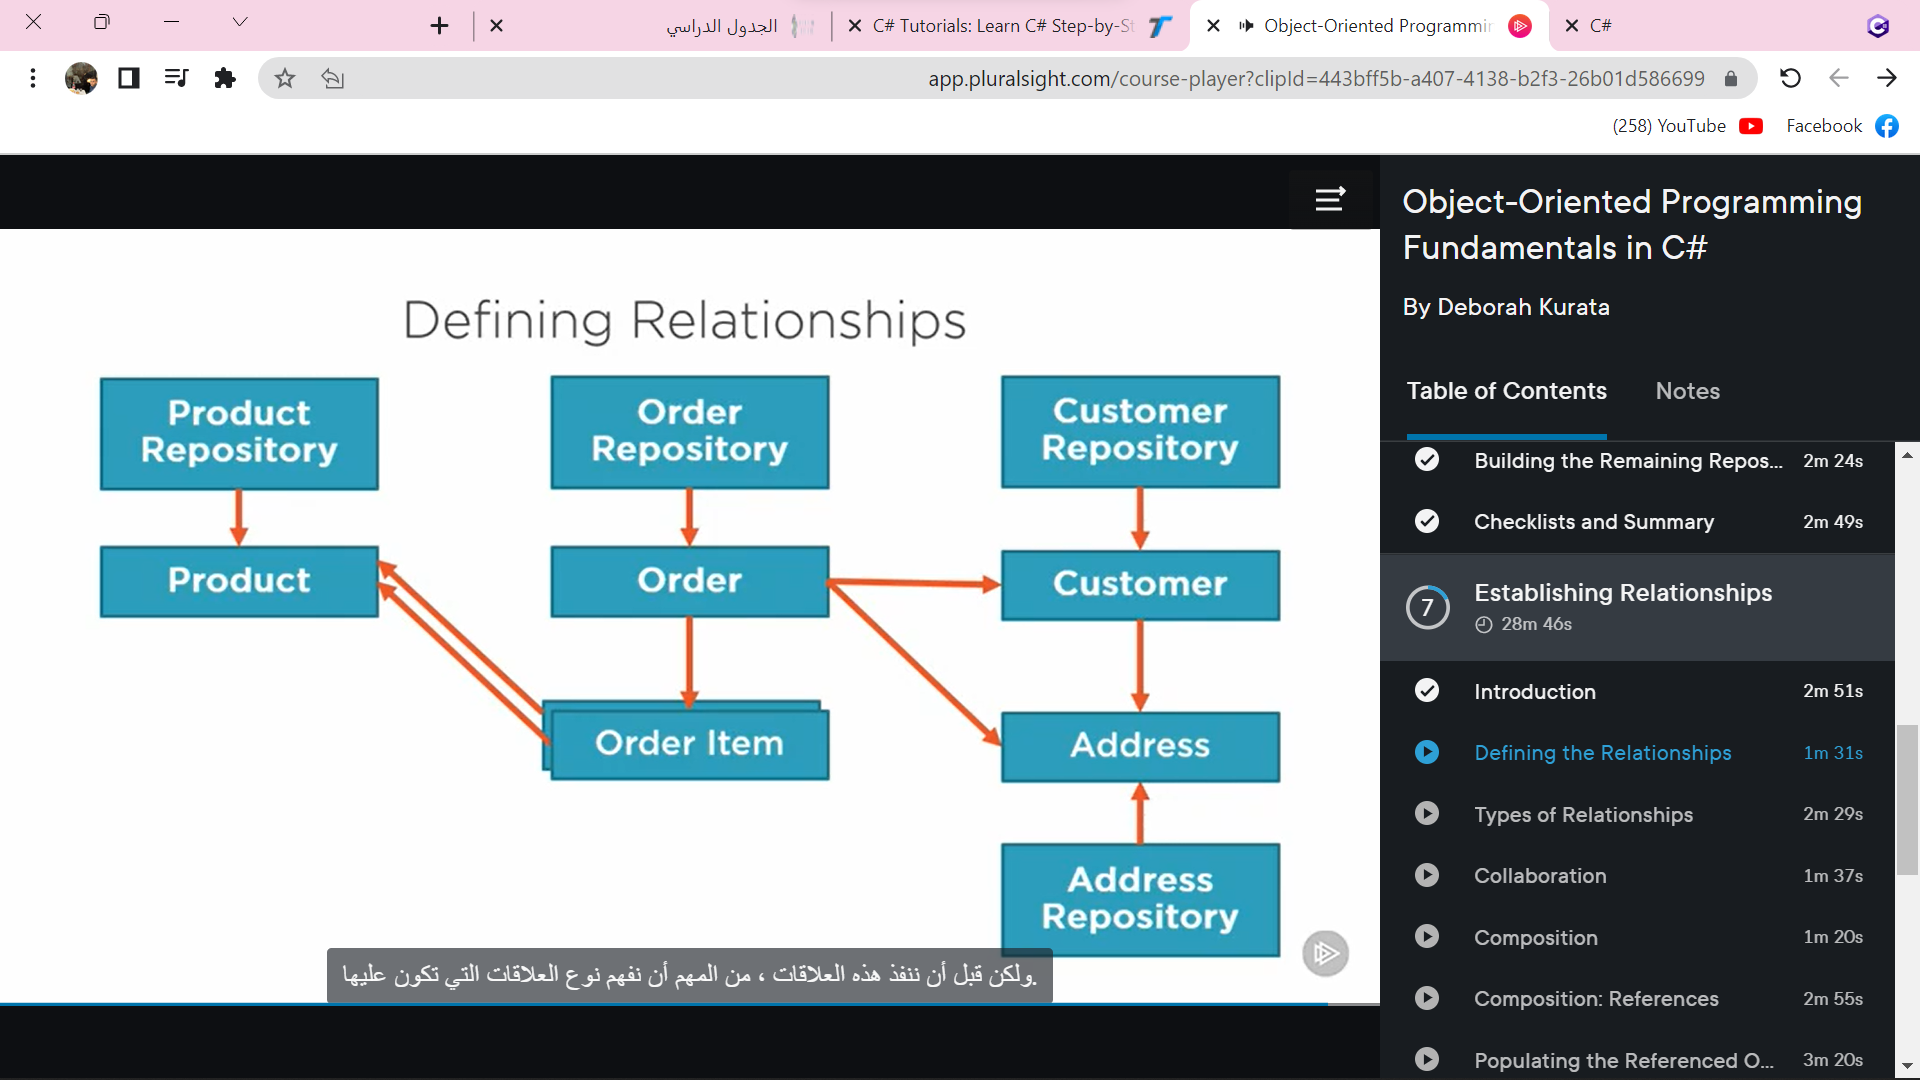 الجدول الدراسي
C# Tutorials: Learn C# Step-by-St
Object-Oriented Programmin
C#
app.pluralsight.com/course-player?clipId=443bff5b-a407-4138-b2f3-26b01d586699
(258) YouTube
Facebook
Defining Relationships
Product
Repository
Order
Repository
Customer
Repository
Product
Order
Customer
Order Item
Address
Address
Repository
ولكن قبل أن ننفذ هذه العلاقات ، من المهم أن نفهم نوع العلاقات التي تكون عليها.
Object-Oriented Programming
Fundamentals in C#
By Deborah Kurata
Table of Contents
Notes
Building the Remaining Repos... 2m 24s
Checklists and Summary 2m 49s
7
Establishing Relationships
28m 46s
Introduction 2m 51s
Defining the Relationships 1m 31s
Types of Relationships 2m 29s
Collaboration 1m 37s
Composition 1m 20s
Composition: References 2m 55s
Populating the Referenced O... 3m 20s